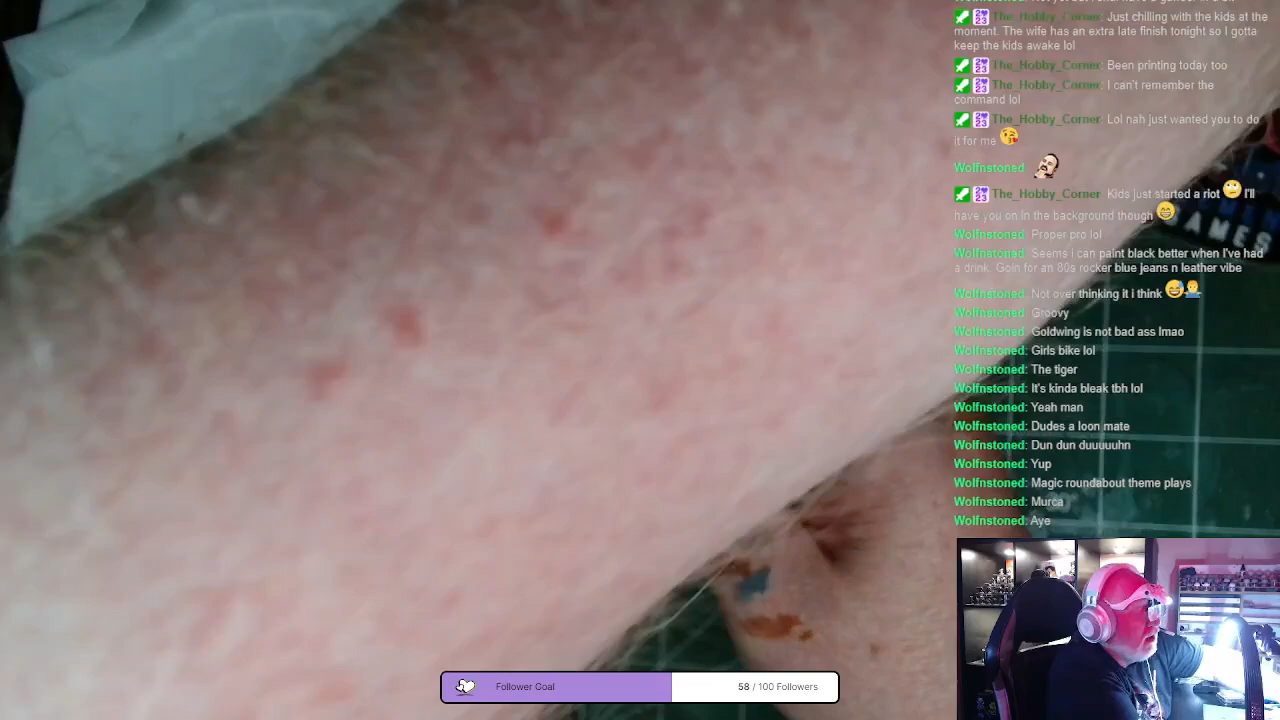 The_Hobby_Corner: Just chilling with the kids at the
moment. The wife has an extra late finish tonight so I gotta
keep the kids awake lol
The_Hobby_Corner: Been printing today too
The_Hobby_Corner: I can't remember the
command lol
The_Hobby_Corner: Lol nah just wanted you to do
it for me
Wolfnstoned:
The_Hobby_Corner: Kids just started a riot I'll
have you on in the background though
Wolfnstoned: Proper pro lol
Wolfnstoned: Seems i can paint black better when I've had
a drink. Goin for an 80s rocker blue jeans n leather vibe
Wolfnstoned: Not over thinking it i think
Wolfnstoned: Groovy
Wolfnstoned: Goldwing is not bad ass lmao
Wolfnstoned: Girls bike lol
Wolfnstoned: The tiger
Wolfnstoned: It's kinda bleak tbh lol
Wolfnstoned: Yeah man
Wolfnstoned: Dudes a loon mate
Wolfnstoned: Dun dun duuuuuhn
Wolfnstoned: Yup
Wolfnstoned: Magic roundabout theme plays
Wolfnstoned: Murca
Wolfnstoned: Aye
GAMES
Follower Goal 58 / 100 Followers